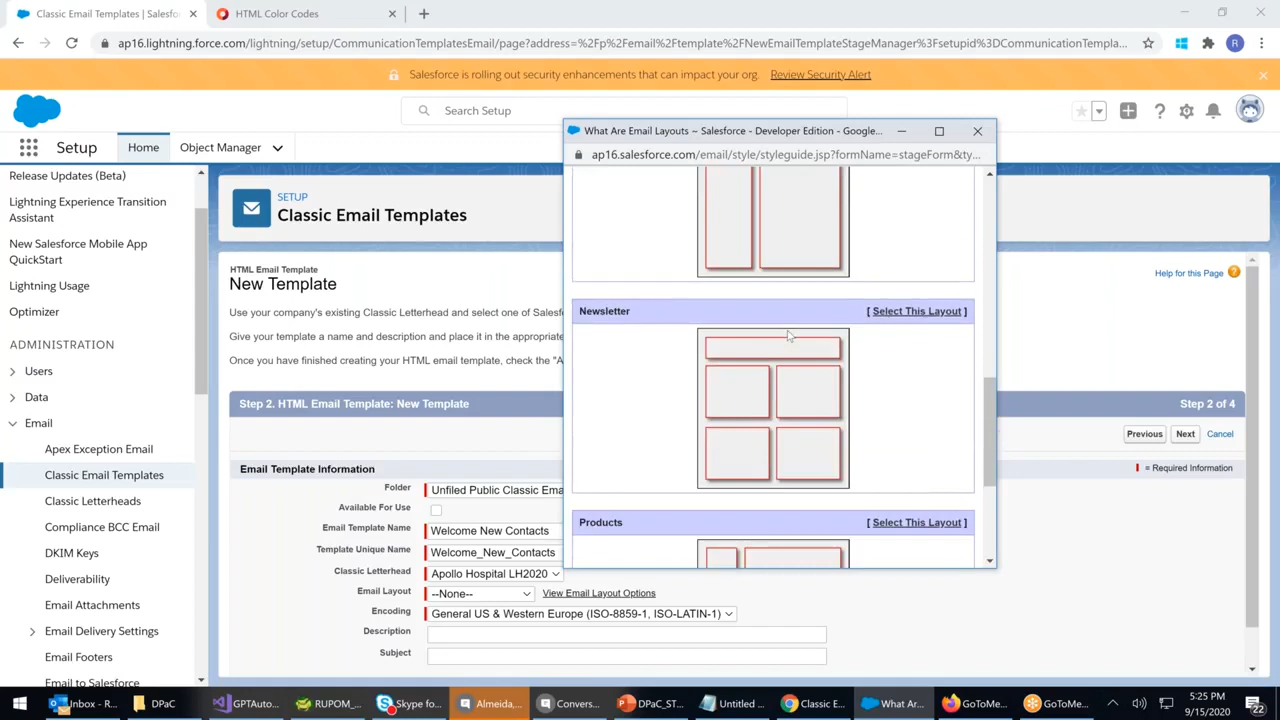 Classic Email Templates | Salesfo
HTML Color Codes
ap16.lightning.force.com/lightning/setup/CommunicationTemplatesEmail/page?address=%2Fp%2Femail%2Ftemplate%2FNewEmailTemplateStageManager%3Fsetupid%3DCommunicationTempla...
R
Salesforce is rolling out security enhancements that can impact your org. Review Security Alert
Search Setup
Setup
Home
Object Manager
Release Updates (Beta)
Lightning Experience Transition
Assistant
New Salesforce Mobile App
QuickStart
Lightning Usage
Optimizer
ADMINISTRATION
Users
Data
Email
Apex Exception Email
Classic Email Templates
Classic Letterheads
Compliance BCC Email
DKIM Keys
Deliverability
Email Attachments
Email Delivery Settings
Email Footers
Email to Salesforce
SETUP
Classic Email Templates
HTML Email Template
New Template
Help for this Page
Use your company's existing Classic Letterhead and select one of Salesf
Give your template a name and description and place it in the appropriate
Once you have finished creating your HTML email template, check the "A
Step 2. HTML Email Template: New Template
Step 2 of 4
Previous
Next
Cancel
Email Template Information
= Required Information
Folder
Unfiled Public Classic Ema
Available For Use
Email Template Name
Welcome New Contacts
Template Unique Name
Welcome_New_Contacts
Classic Letterhead
Apollo Hospital LH2020
Email Layout
--None--
View Email Layout Options
Encoding
General US & Western Europe (ISO-8859-1, ISO-LATIN-1)
Description
Subject
What Are Email Layouts ~ Salesforce - Developer Edition - Google...
ap16.salesforce.com/email/style/styleguide.jsp?formName=stageForm&ty...
Newsletter
[ Select This Layout ]
Products
[ Select This Layout ]
Inbox - R...
DPaC
GPTAuto...
RUPOM_...
Skype fo...
Almeida,...
Convers...
DPaC_ST...
Untitled ...
Classic E...
What Ar...
GoToMe...
GoToMe...
5:25 PM
9/15/2020
22